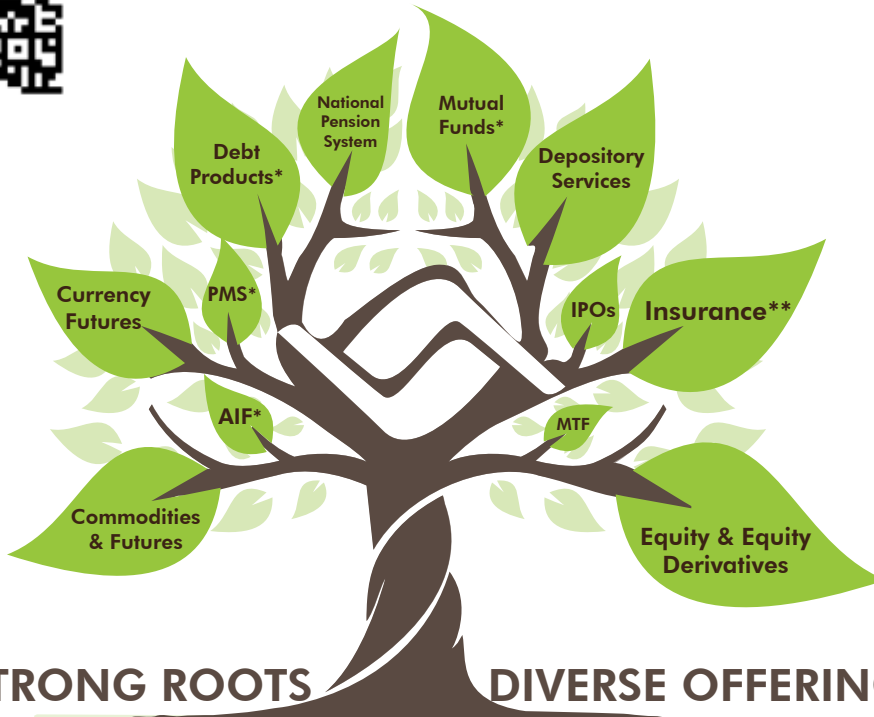 National
Pension
System
Mutual
Funds*
Debt
Products*
Depository
Services
Currency
Futures
PMS*
IPOs
Insurance**
AIF*
MTF
Commodities
& Futures
Equity & Equity
Derivatives
TRONG ROOTS DIVERSE OFFERIN